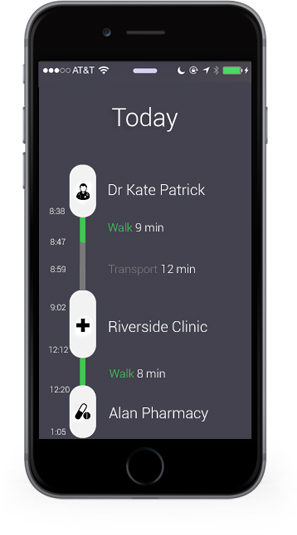 AT&T
Today
Dr Kate Patrick
8:38
Walk 9 min
8:47
8:59
Transport 12 min
9:02
Riverside Clinic
12:12
Walk 8 min
12:20
Alan Pharmacy
1:05